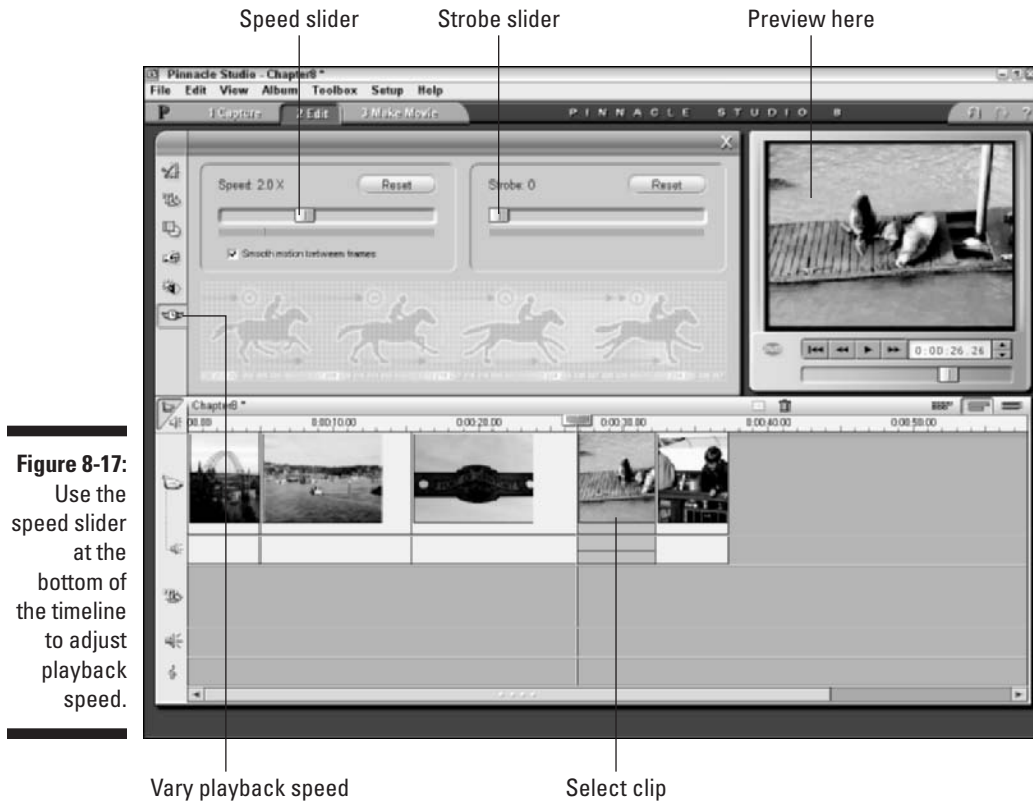 Speed slider
Strobe slider
Preview here
Pinnacle Studio - Chapter8 *
File Edit View Album Toolbox Setup Help
1 Capture 2 Edit 3 Make Movie PINNACLE STUDIO 8
Speed: 2.0 X Reset
Strobe: 0 Reset
Smooth motion between frames
0:00:26.26
Chapter8 *
00.00 0:00:10.00 0:00:20.00 0:00:30.00 0:00:40.00 0:00:50.00
Figure 8-17:
Use the
speed slider
at the
bottom of
the timeline
to adjust
playback
speed.
Vary playback speed
Select clip